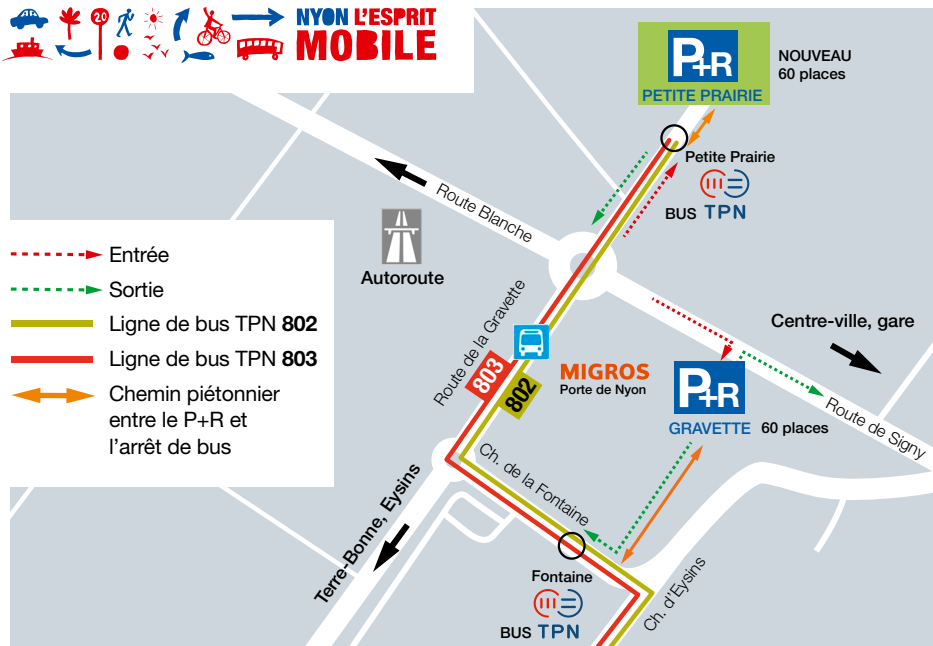 20
NYON L'ESPRIT
MOBILE
P+R
PETITE PRAIRIE
NOUVEAU
60 places
Petite Prairie
BUS TPN
Route Blanche
Autoroute
Entrée
Sortie
Ligne de bus TPN 802
Ligne de bus TPN 803
Chemin piétonnier
entre le P+R et
l'arrêt de bus
Route de la Gravette
803
802
MIGROS
Porte de Nyon
Centre-ville, gare
P+R
GRAVETTE 60 places
Route de Signy
Ch. de la Fontaine
Terre-Bonne, Eysins
Fontaine
BUS TPN
Ch. d'Eysins